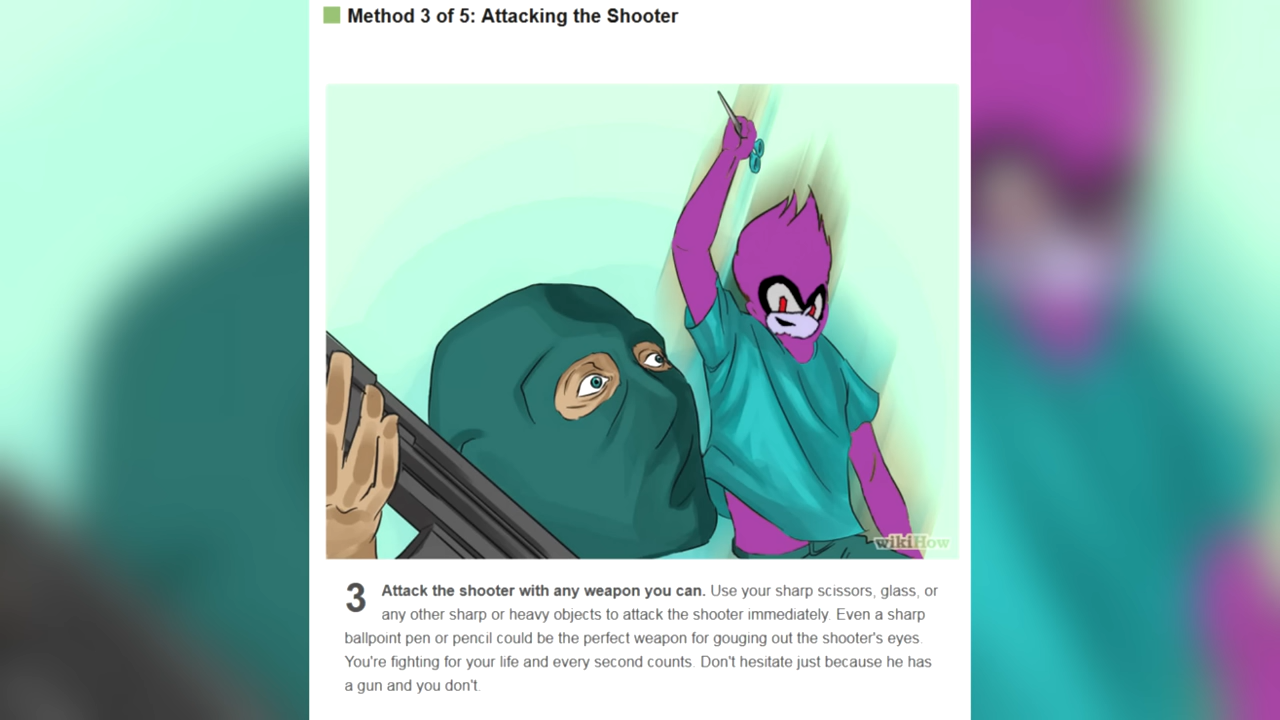 Method 3 of 5: Attacking the Shooter
wikiHow
3 Attack the shooter with any weapon you can. Use your sharp scissors, glass, or
any other sharp or heavy objects to attack the shooter immediately. Even a sharp
ballpoint pen or pencil could be the perfect weapon for gouging out the shooter's eyes.
You're fighting for your life and every second counts. Don't hesitate just because he has
a gun and you don't.